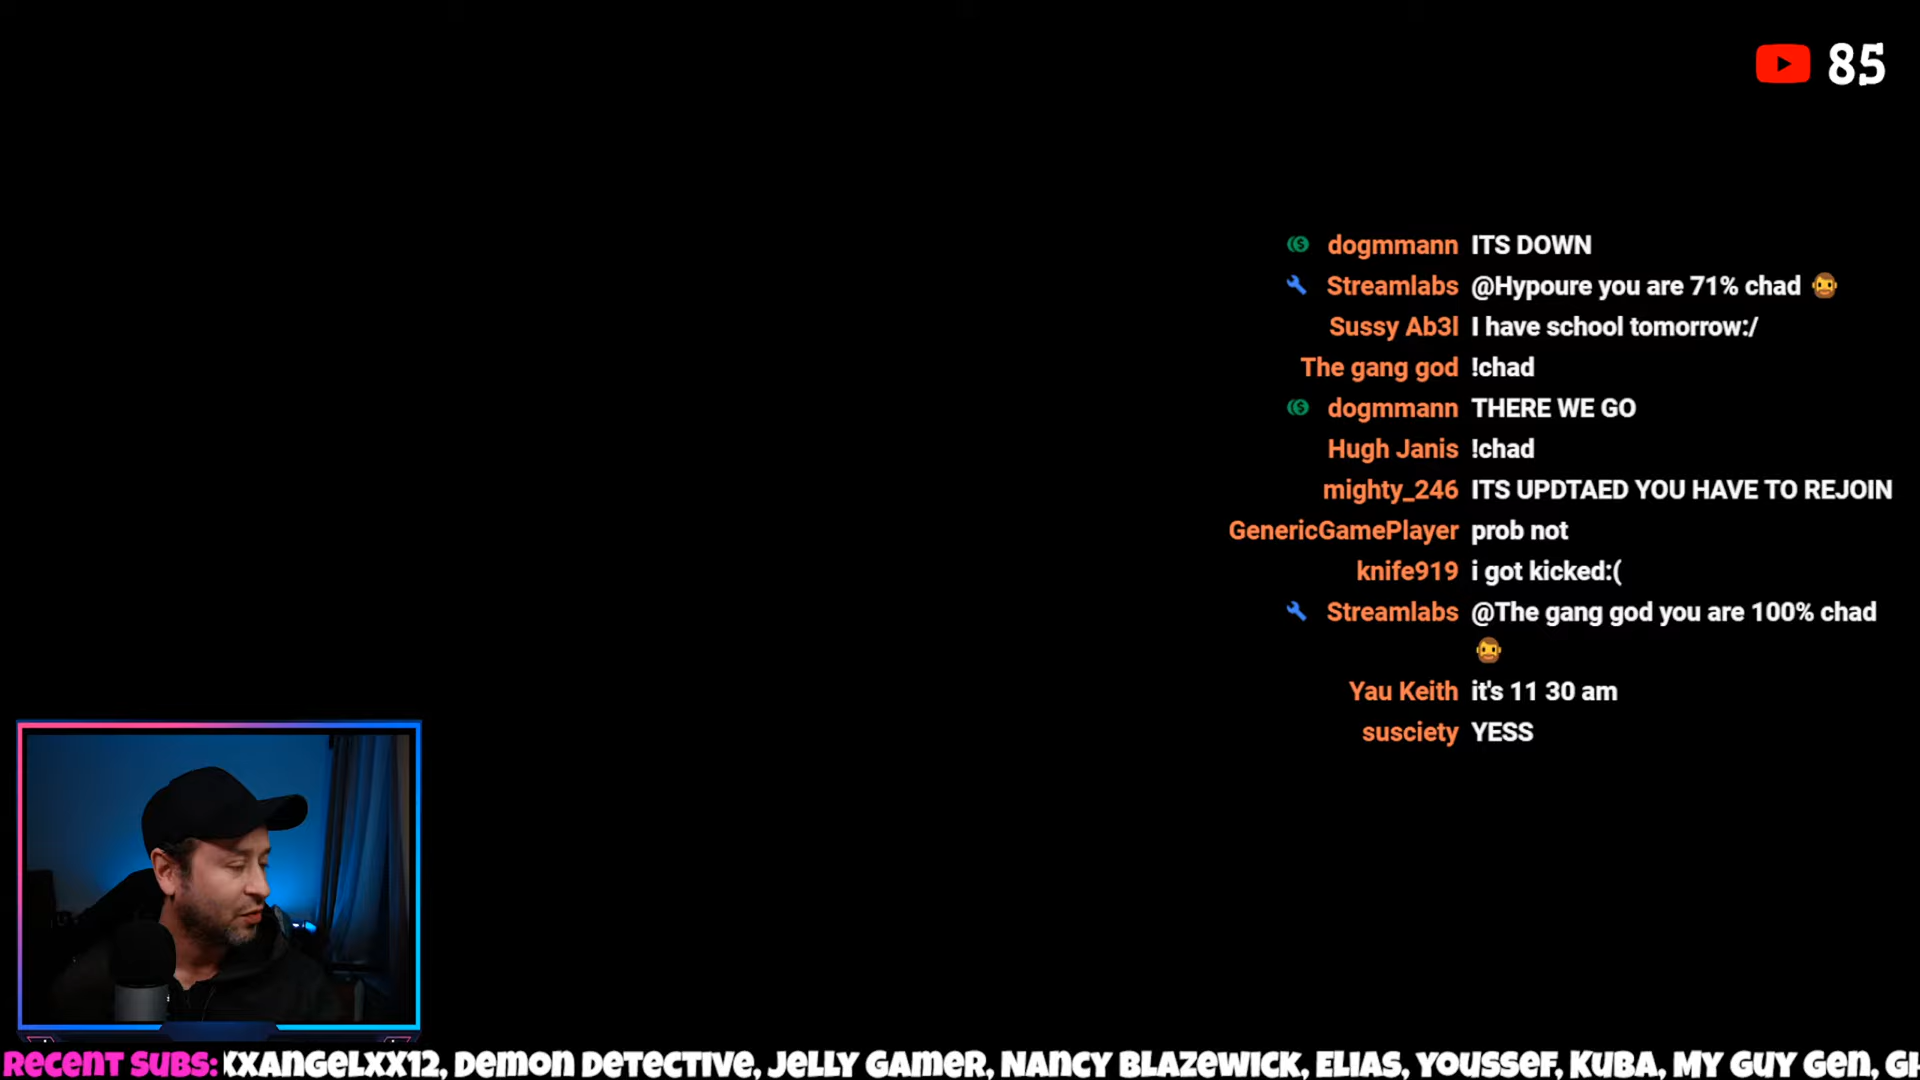 85
dogmmann ITS DOWN
Streamlabs @Hypoure you are 71% chad
Sussy Ab3l I have school tomorrow:/
The gang god !chad
dogmmann THERE WE GO
Hugh Janis !chad
mighty_246 ITS UPDTAED YOU HAVE TO REJOIN
GenericGamePlayer prob not
knife919 i got kicked:(
Streamlabs @The gang god you are 100% chad
Yau Keith it's 11 30 am
susciety YESS
RECENT SUBS: XXANGELXX12, DEMON DETECTIVE, JELLY GAMER, NANCY BLAZEWICK, ELIAS, YOUSSEF, KUBA, MY GUY GEN,